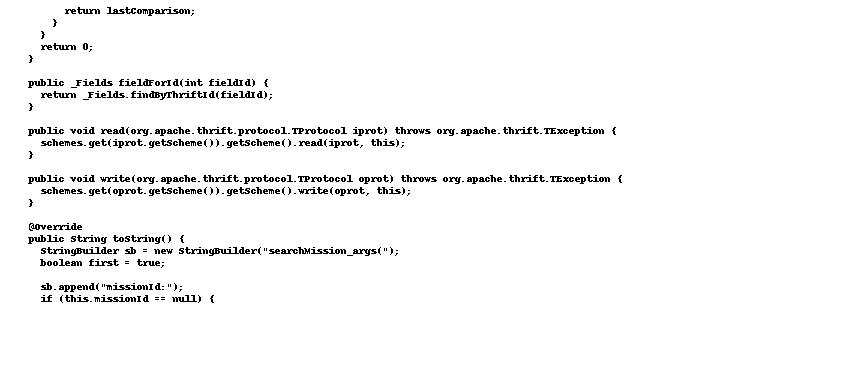 return lastComparison;
}
}
return 0;
}
public _Fields fieldForId(int fieldId) {
return _Fields.findByThriftId(fieldId);
}
public void read(org.apache.thrift.protocol.TProtocol iprot) throws org.apache.thrift.TException {
schemes.get(iprot.getScheme()).getScheme().read(iprot, this);
}
public void write(org.apache.thrift.protocol.TProtocol oprot) throws org.apache.thrift.TException {
schemes.get(oprot.getScheme()).getScheme().write(oprot, this);
}
@Override
public String toString() {
StringBuilder sb = new StringBuilder("searchMission_args(");
boolean first = true;
sb.append("missionId:");
if (this.missionId == null) {